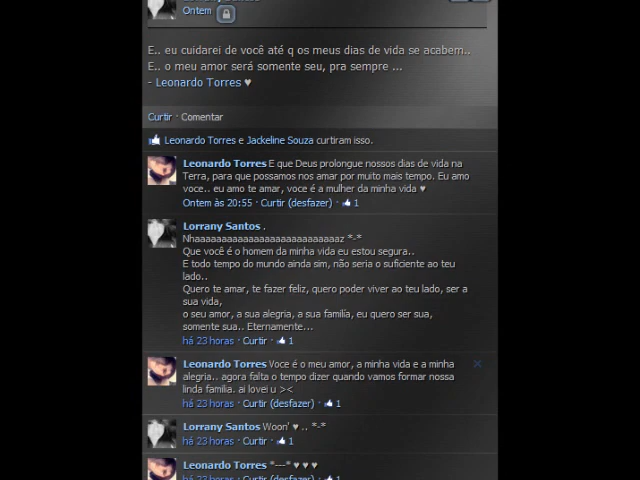 Ontem
E.. eu cuidarei de você até q os meus dias de vida se acabem..
E.. o meu amor será somente seu, pra sempre ...
- Leonardo Torres ♥
Curtir · Comentar
Leonardo Torres e Jackeline Souza curtiram isso.
Leonardo Torres E que Deus prolongue nossos dias de vida na
Terra, para que possamos nos amar por muito mais tempo. Eu amo
voce.. eu amo te amar, voce é a mulher da minha vida ♥
Ontem às 20:55 · Curtir (desfazer) · 1
Lorrany Santos .
Nhaaaaaaaaaaaaaaaaaaaaaaaaaaaaz *-*
Que você é o homem da minha vida eu estou segura..
E todo tempo do mundo ainda sim, não seria o suficiente ao teu
lado..
Quero te amar, te fazer feliz, quero poder viver ao teu lado, ser a
sua vida,
o seu amor, a sua alegria, a sua família, eu quero ser sua,
somente sua.. Eternamente...
há 23 horas · Curtir · 1
Leonardo Torres Voce é o meu amor, a minha vida e a minha
alegria.. agora falta o tempo dizer quando vamos formar nossa
linda familia. ai lovei u ><
há 23 horas · Curtir (desfazer) · 1
Lorrany Santos Woon' ♥ .. *-*
há 23 horas · Curtir · 1
Leonardo Torres *---* ♥ ♥ ♥
há 23 horas · Curtir (desfazer) · 1